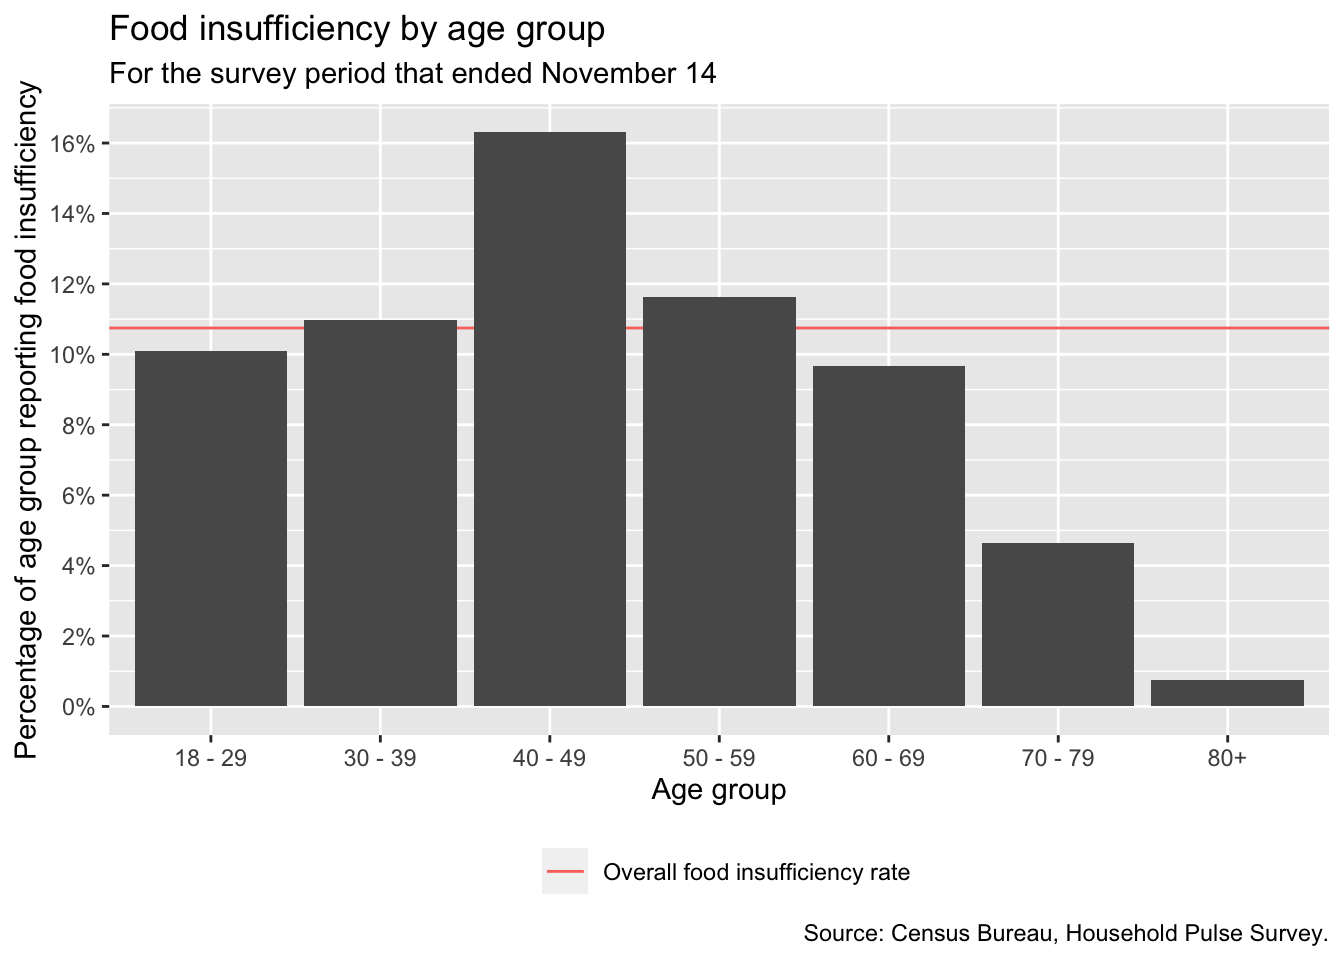 Food insufficiency by age group
For the survey period that ended November 14
Percentage of age group reporting food insufficiency
16%
14%
12%
10%
8%
6%
4%
2%
0%
18 - 29
30 - 39
40 - 49
50 - 59
60 - 69
70 - 79
80+
Age group
Overall food insufficiency rate
Source: Census Bureau, Household Pulse Survey.